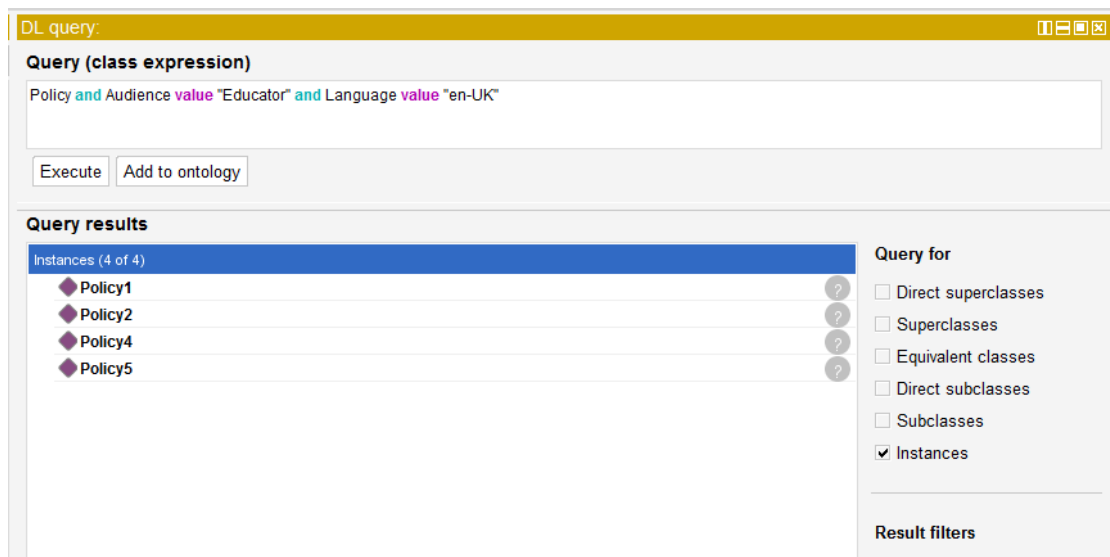 DL query:
Query (class expression)
Policy and Audience value "Educator" and Language value "en-UK"
Execute
Add to ontology
Query results
Instances (4 of 4)
Policy1
?
Policy2
?
Policy4
?
Policy5
?
Query for
Direct superclasses
Superclasses
Equivalent classes
Direct subclasses
Subclasses
Instances
Result filters